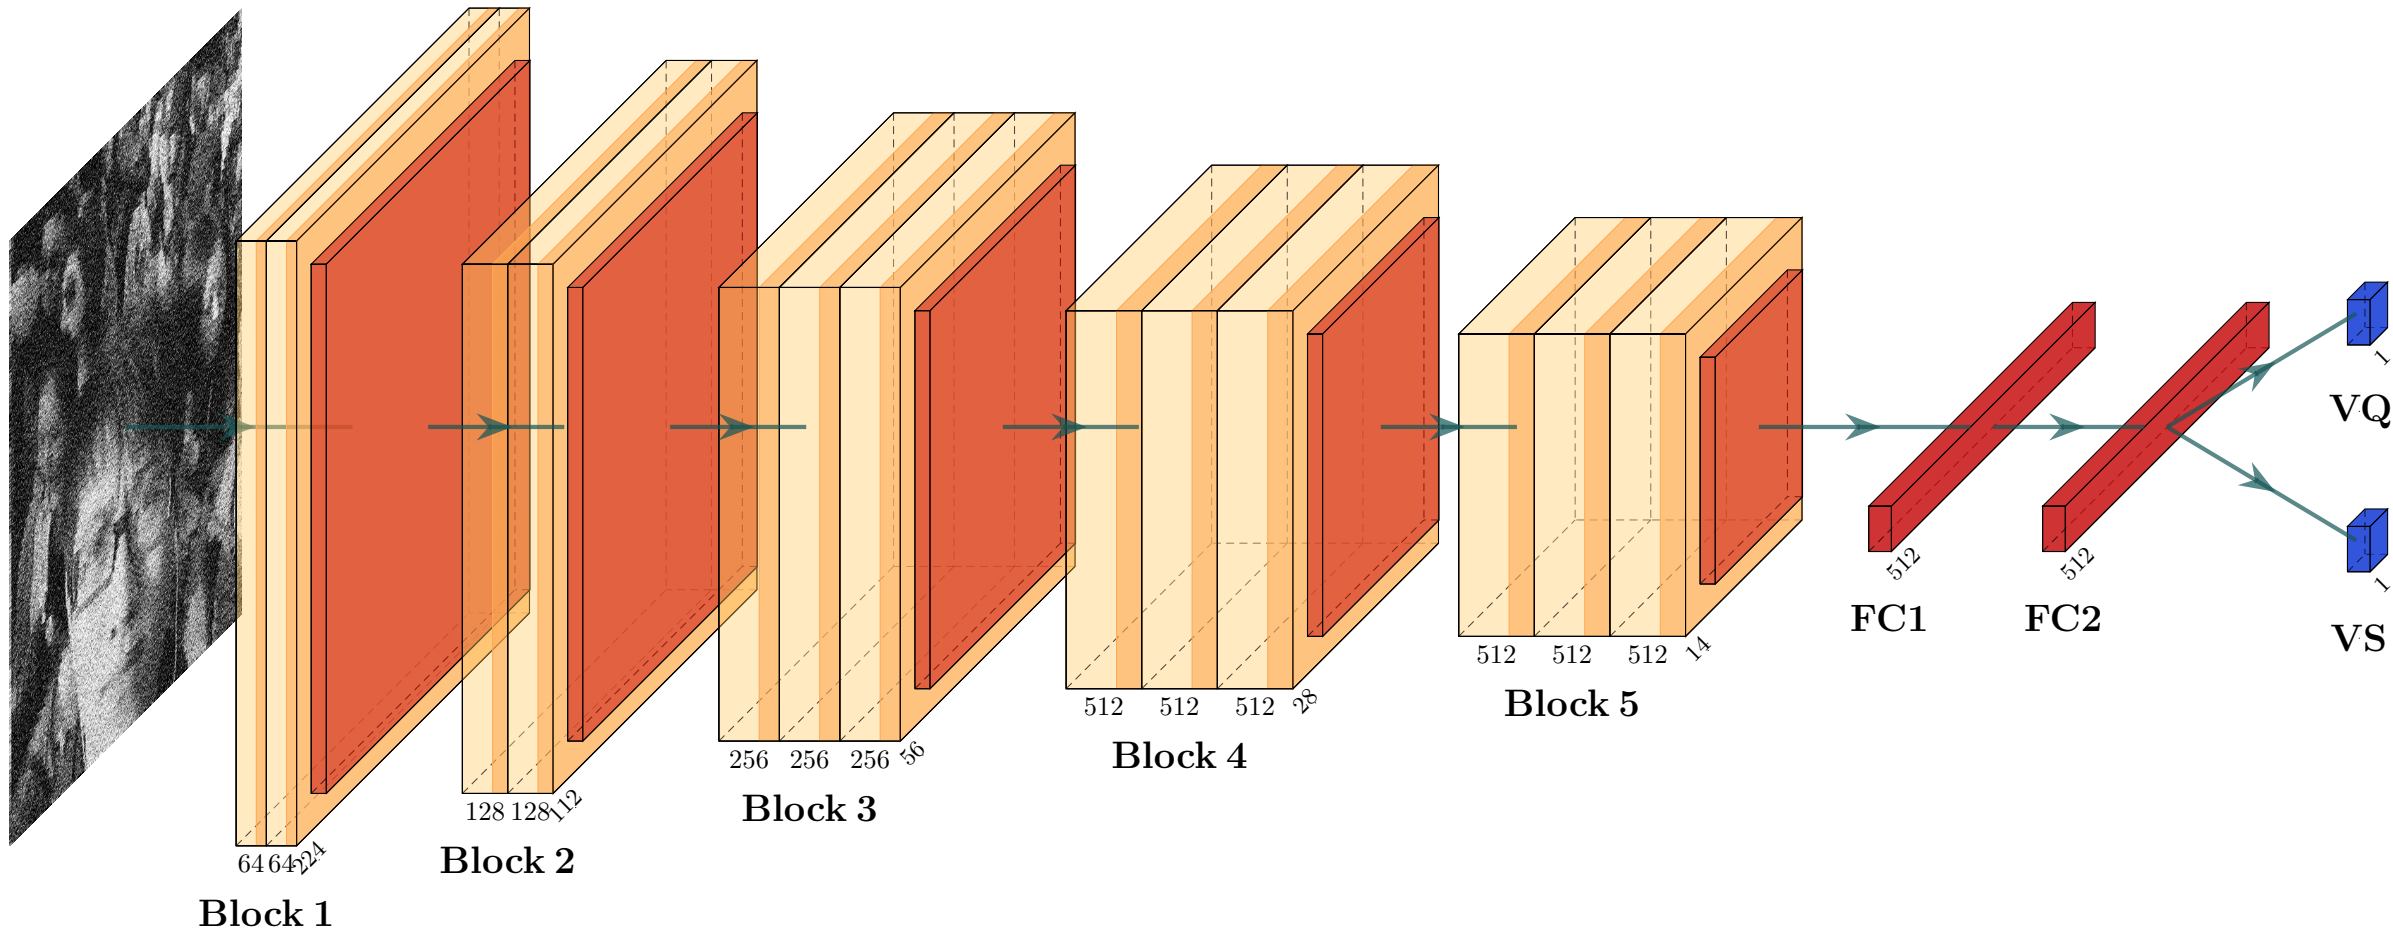 64 64 224
Block 1
128 128 112
Block 2
256 256 256 56
Block 3
512 512 512 28
Block 4
512 512 512 14
Block 5
512
FC1
512
FC2
1
VQ
1
VS